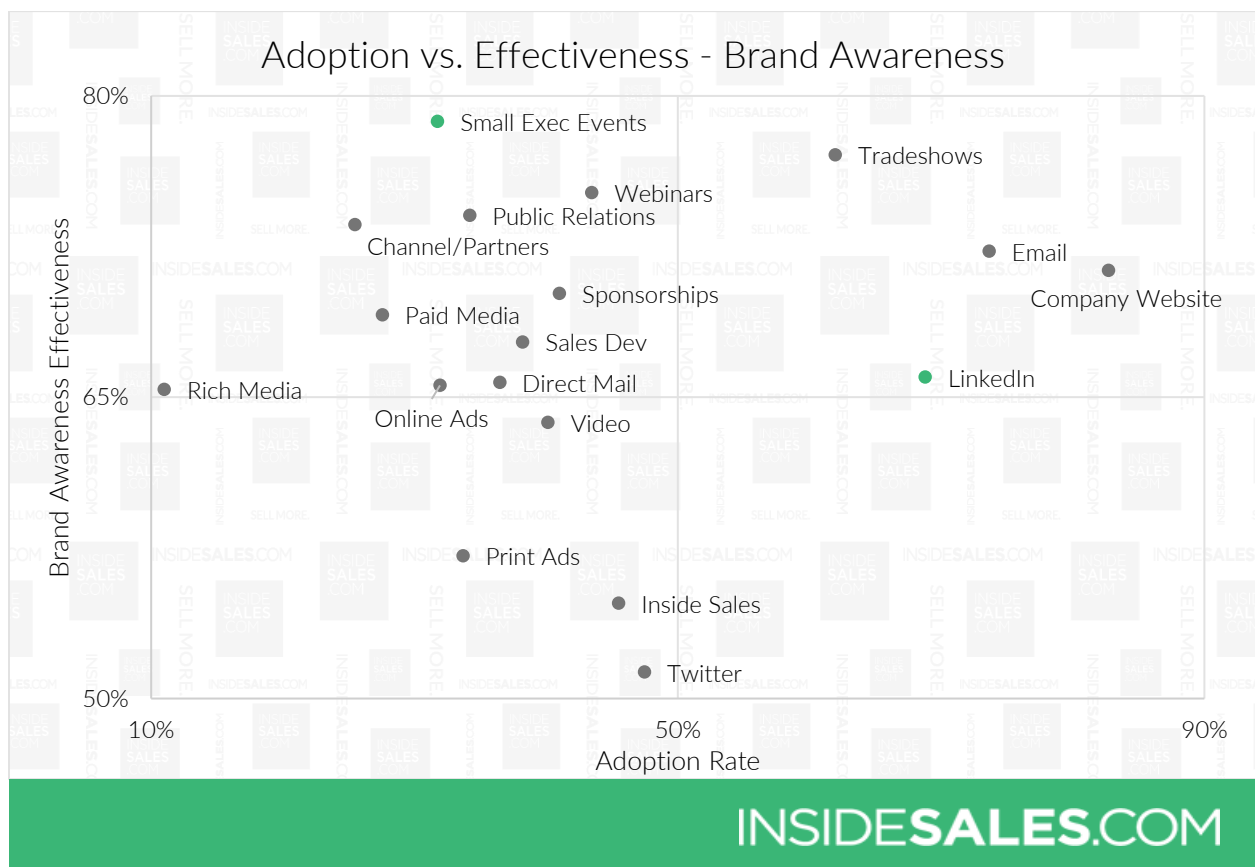 Adoption vs. Effectiveness - Brand Awareness
80%
Small Exec Events
Tradeshows
Webinars
Public Relations
Channel/Partners
Email
Company Website
Sponsorships
Paid Media
Sales Dev
LinkedIn
Direct Mail
Rich Media
65%
Online Ads
Video
Brand Awareness Effectiveness
Print Ads
Inside Sales
Twitter
50%
10%
50%
90%
Adoption Rate
INSIDESALES.COM